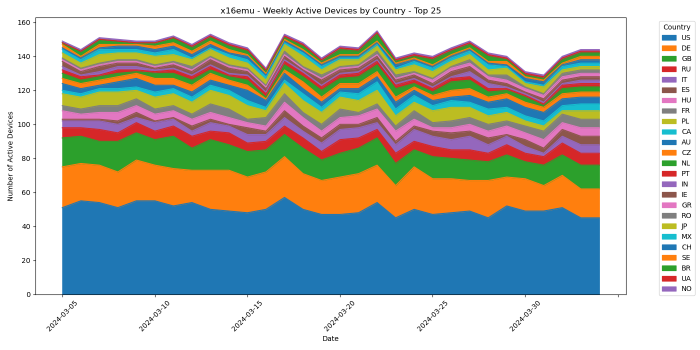 x16emu - Weekly Active Devices by Country - Top 25
Number of Active Devices
160
140
120
100
80
60
40
20
0
2024-03-05
2024-03-10
2024-03-15
2024-03-20
2024-03-25
2024-03-30
Date
Country
US
DE
GB
RU
IT
ES
HU
FR
PL
CA
AU
CZ
NL
PT
IN
IE
GR
RO
JP
MX
CH
SE
BR
UA
NO